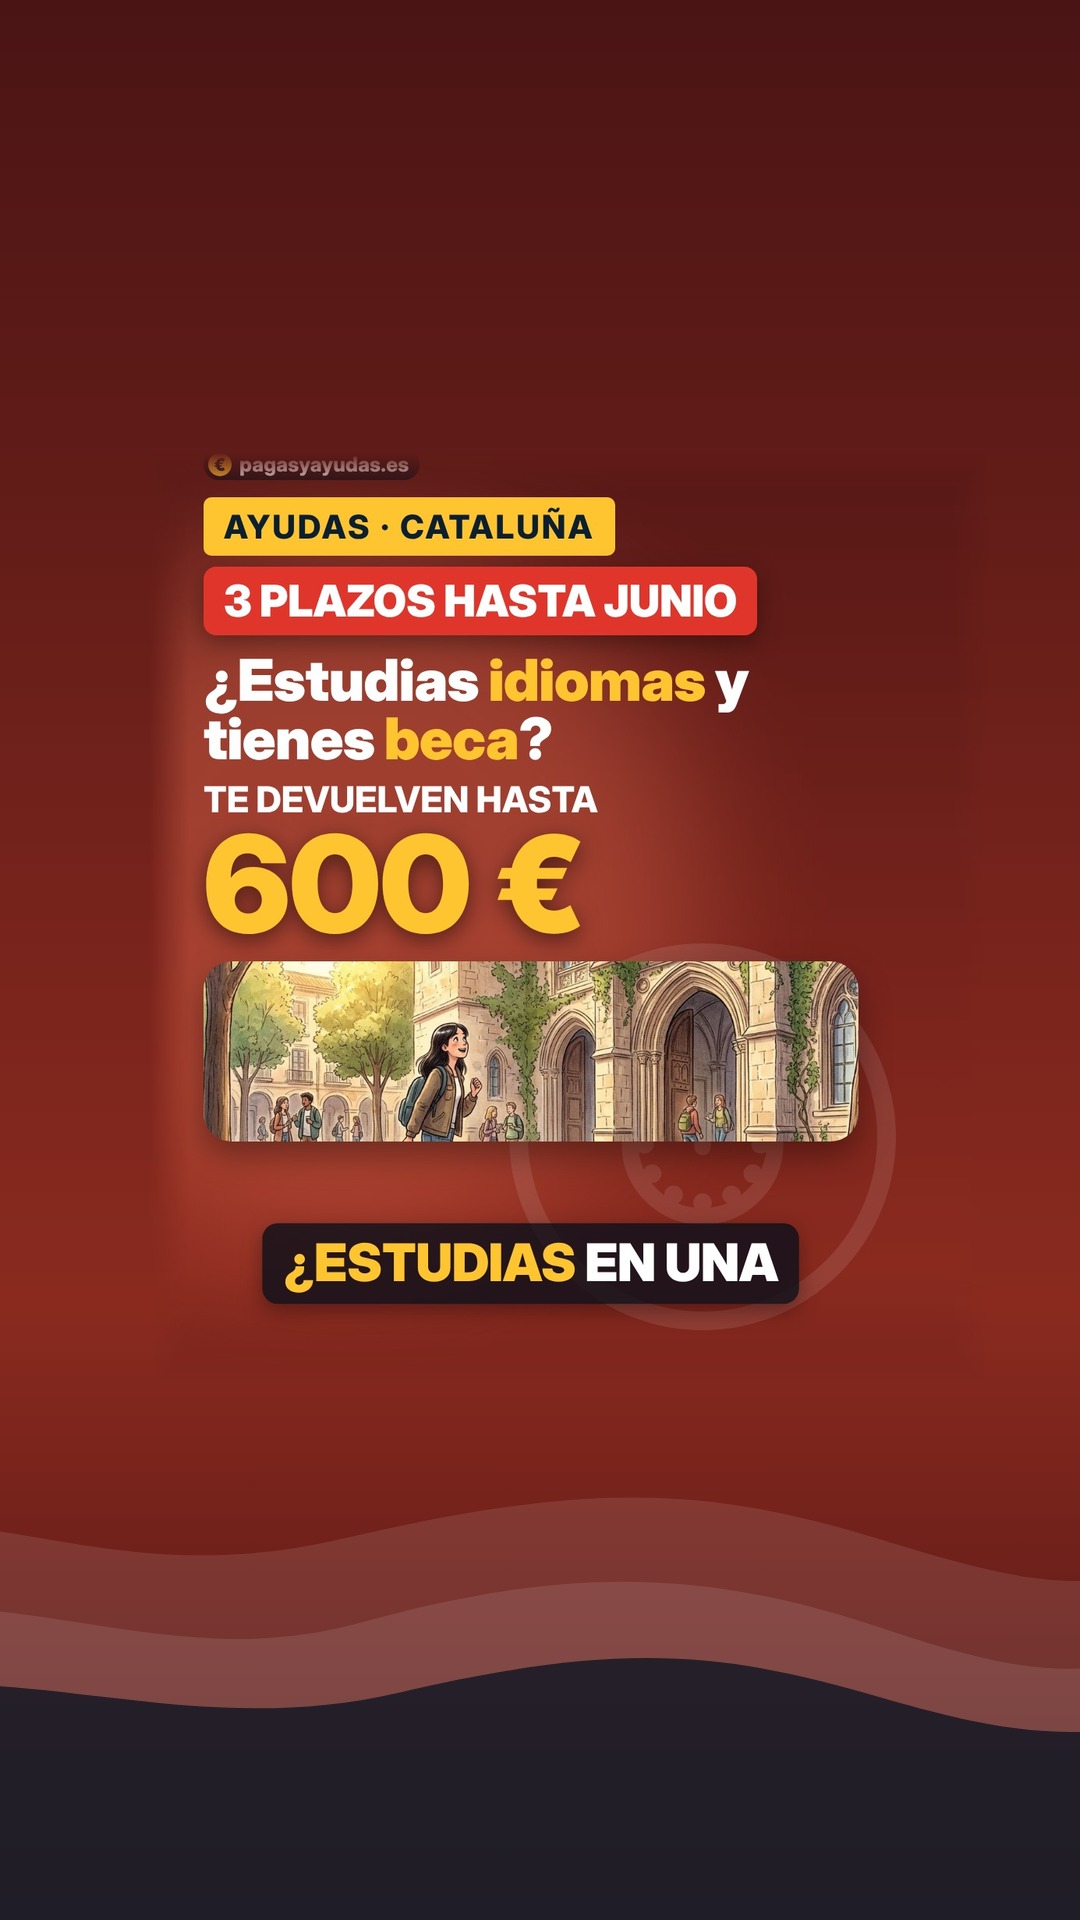 € pagasyayudas.es
AYUDAS · CATALUÑA
3 PLAZOS HASTA JUNIO
¿Estudias idiomas y
tienes beca?
TE DEVUELVEN HASTA
600 €
¿ESTUDIAS EN UNA